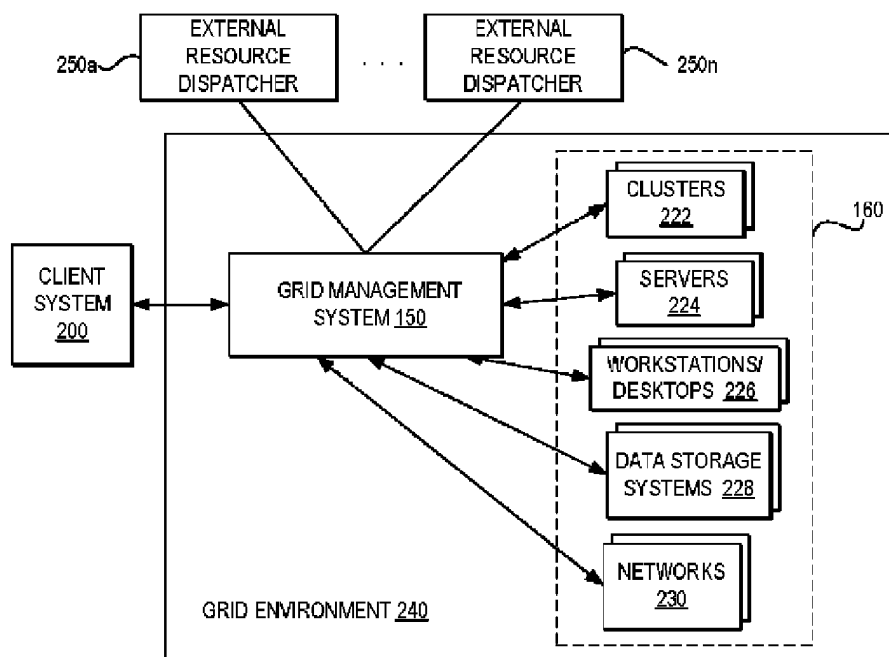 EXTERNAL
RESOURCE
DISPATCHER
250a
. . .
EXTERNAL
RESOURCE
DISPATCHER
250n
CLUSTERS
222
160
CLIENT
SYSTEM
200
GRID MANAGEMENT
SYSTEM 150
SERVERS
224
WORKSTATIONS/
DESKTOPS 226
DATA STORAGE
SYSTEMS 228
NETWORKS
230
GRID ENVIRONMENT 240